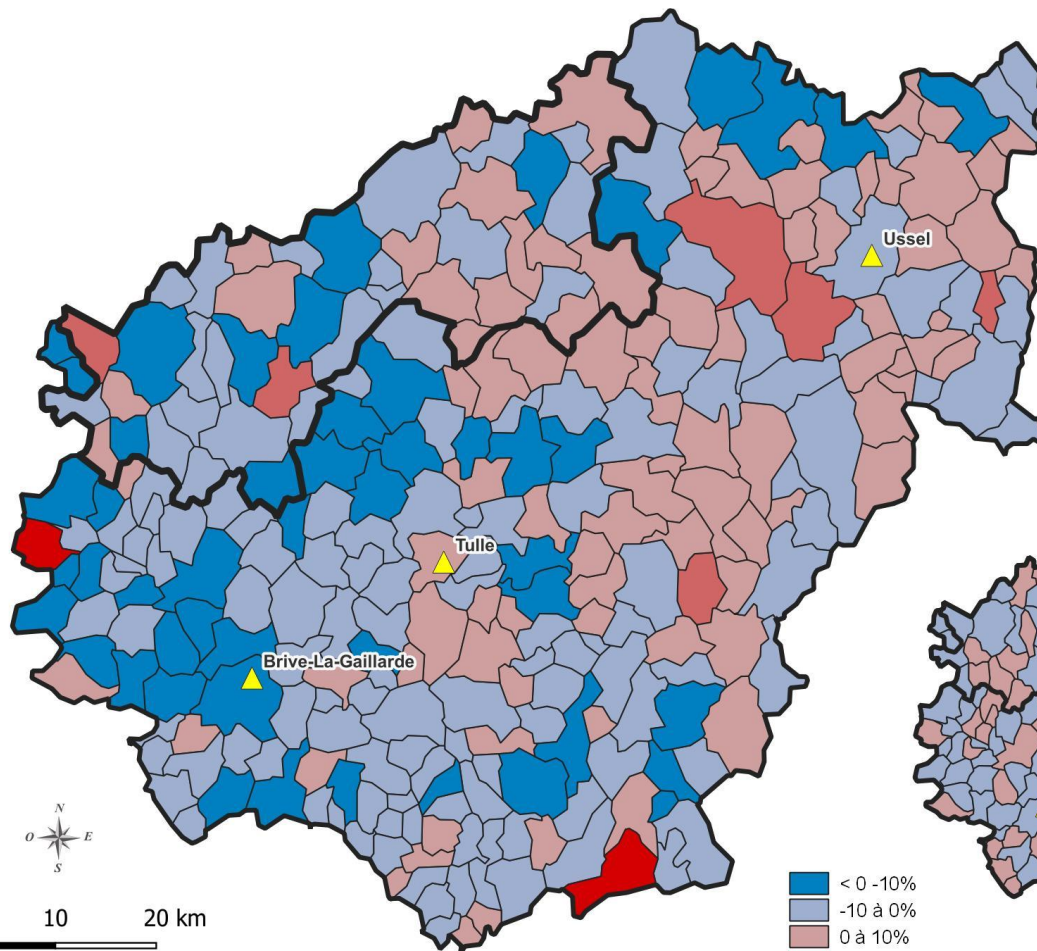 Ussel
Tulle
Brive-La-Gaillarde
N
O E
S
10 20 km
< 0 -10%
-10 à 0%
0 à 10%